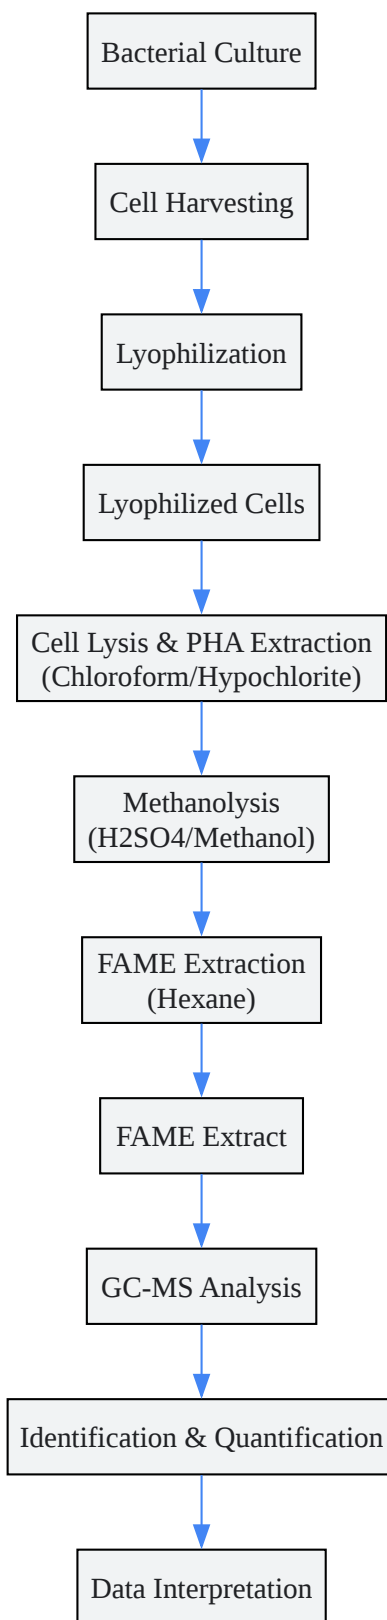 Bacterial Culture
Cell Harvesting
Lyophilization
Lyophilized Cells
Cell Lysis & PHA Extraction
(Chloroform/Hypochlorite)
Methanolysis
(H2SO4/Methanol)
FAME Extraction
(Hexane)
FAME Extract
GC-MS Analysis
Identification & Quantification
Data Interpretation